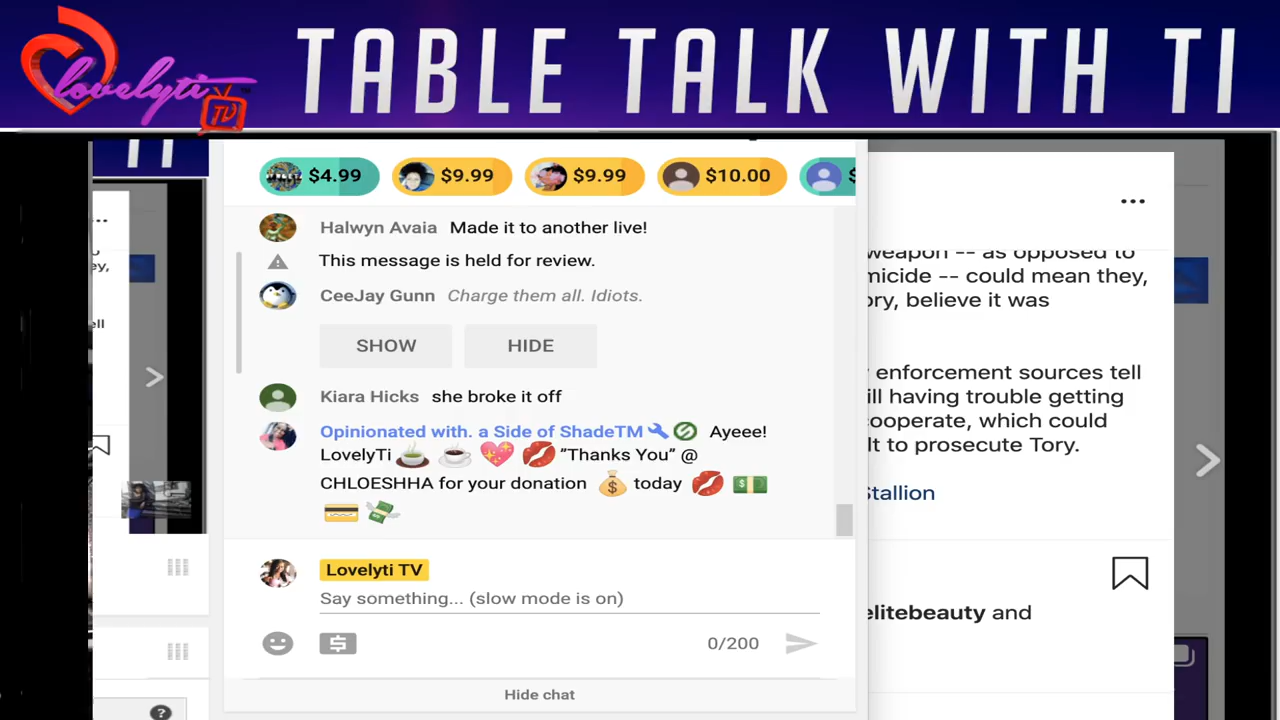 lovelyti TV TABLE TALK WITH TI
TI
$4.99 $9.99 $9.99 $10.00 $
Halwyn Avaia Made it to another live!
This message is held for review.
CeeJay Gunn Charge them all. Idiots.
SHOW HIDE
Kiara Hicks she broke it off
Opinionated with. a Side of ShadeTM Ayeee!
LovelyTi "Thanks You" @
CHLOESHHA for your donation today
Lovelyti TV
Say something... (slow mode is on)
0/200
Hide chat
...
ey,
ell
?
...
weapon -- as opposed to
micide -- could mean they,
ory, believe it was
enforcement sources tell
ill having trouble getting
cooperate, which could
lt to prosecute Tory.
Stallion
elitebeauty and